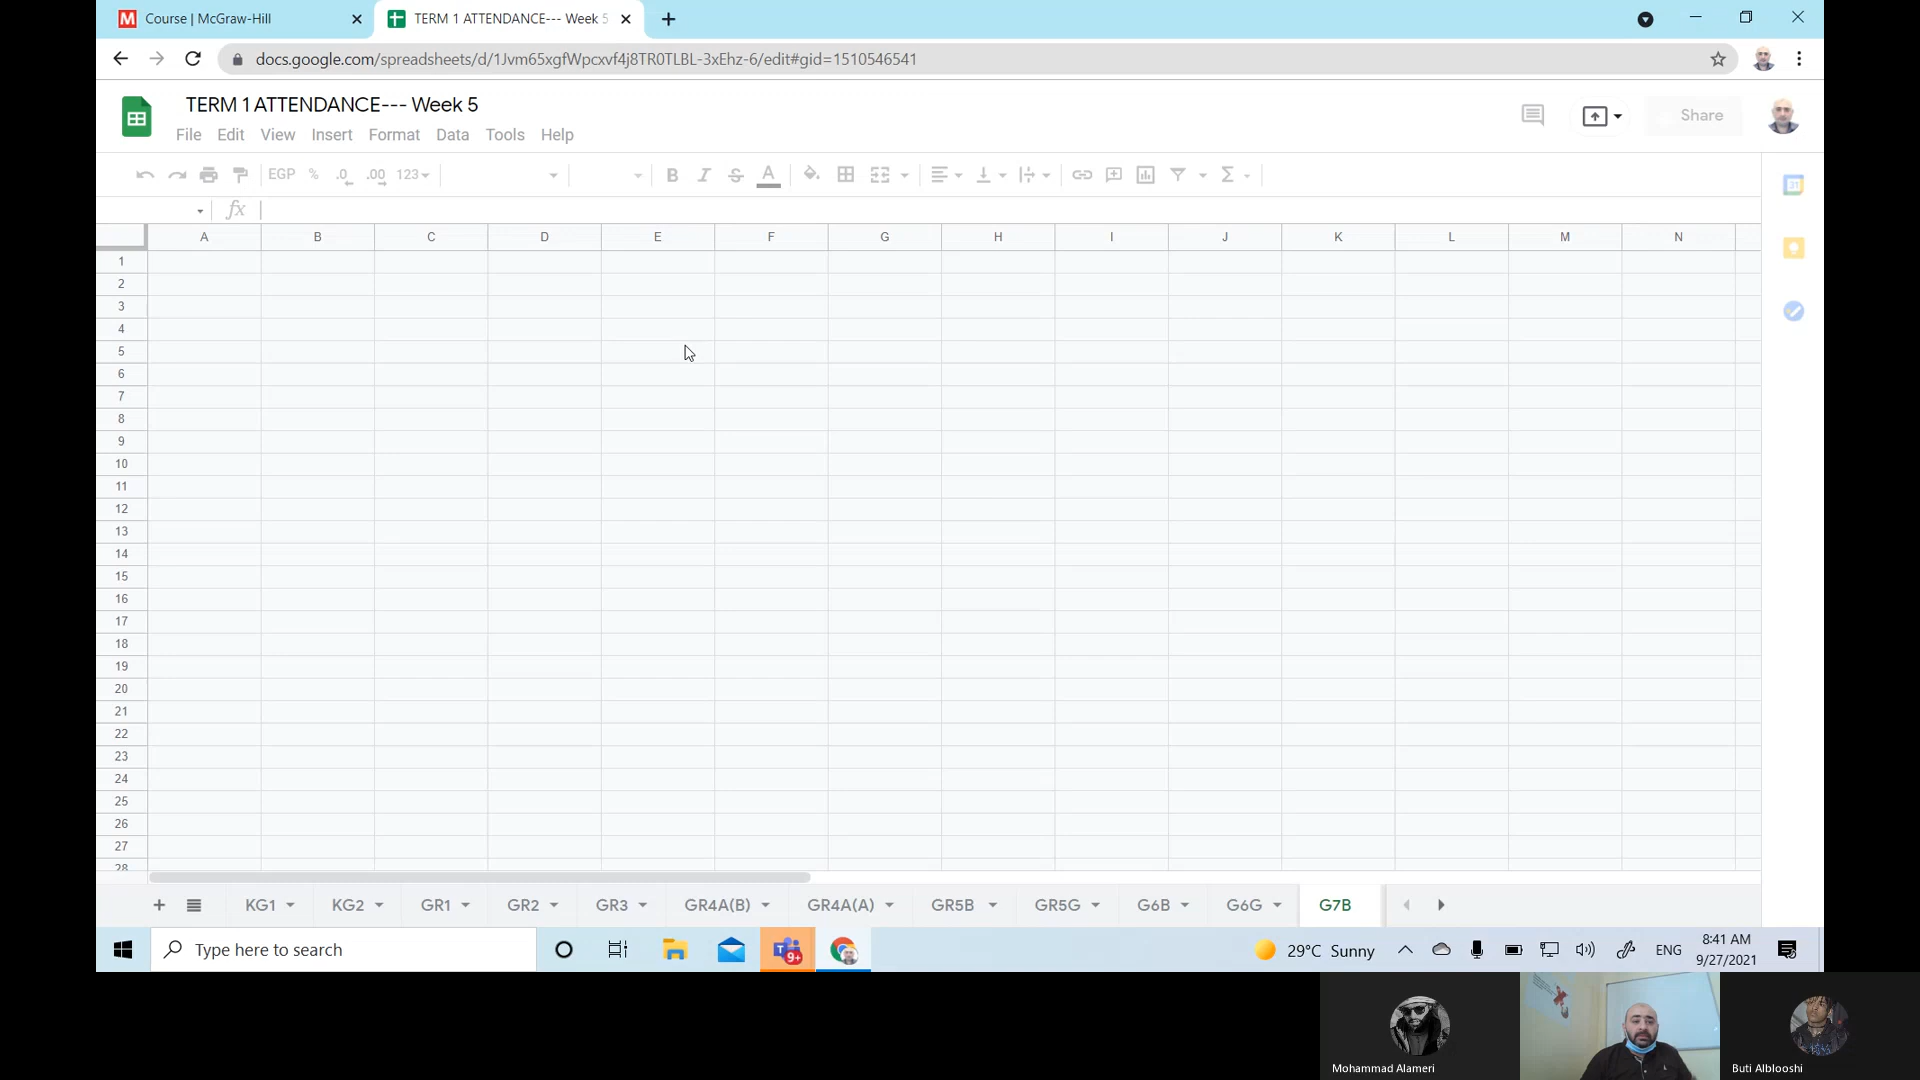 Course | McGraw-Hill
TERM 1 ATTENDANCE--- Week 5
docs.google.com/spreadsheets/d/1Jvm65xgfWpcxvf4j8TR0TLBL-3xEhz-6/edit#gid=1510546541
TERM 1 ATTENDANCE--- Week 5
File Edit View Insert Format Data Tools Help
Share
EGP % .0 .00 123
B I S A
31
fx
A B C D E F G H I J K L M N
1
2
3
4
5
6
7
8
9
10
11
12
13
14
15
16
17
18
19
20
21
22
23
24
25
26
27
28
KG1 KG2 GR1 GR2 GR3 GR4A(B) GR4A(A) GR5B GR5G G6B G6G G7B
Type here to search
9+
29°C Sunny
ENG
8:41 AM
9/27/2021
Mohammad Alameri
Buti Alblooshi